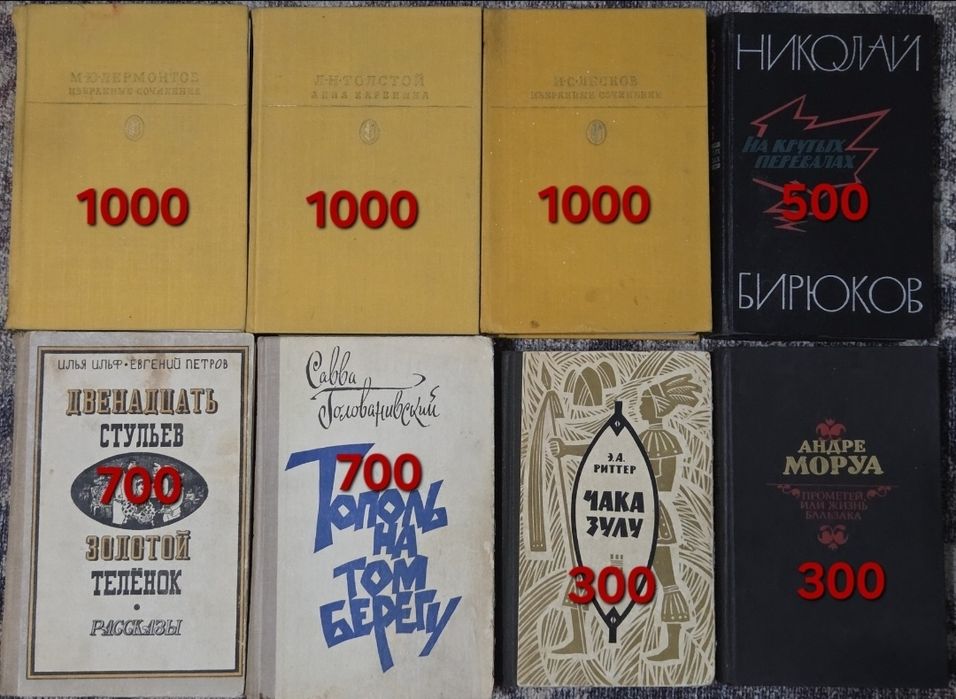 М·Ю·ЛЕРМОНТОВ
ИЗБРАННЫЕ СОЧИНЕНИЯ
1000
Л·Н·ТОЛСТОЙ
АННА КАРЕНИНА
1000
Н·С·ЛЕСКОВ
ИЗБРАННЫЕ СОЧИНЕНИЯ
1000
НИКОЛАЙ
НА КРУТЫХ
ПЕРЕВАЛАХ
500
БИРЮКОВ
ИЛЬЯ ИЛЬФ·ЕВГЕНИЙ ПЕТРОВ
ДВЕНАДЦАТЬ
СТУЛЬЕВ
700
ЗОЛОТОЙ
ТЕЛЁНОК
РАССКАЗЫ
Савва
Голованивский
700
Тополь
НА
ТОМ
БЕРЕГУ
Э.А.
РИТТЕР
ЧАКА
ЗУЛУ
300
АНДРЕ
МОРУА
ПРОМЕТЕЙ,
ИЛИ ЖИЗНЬ
БАЛЬЗАКА
300